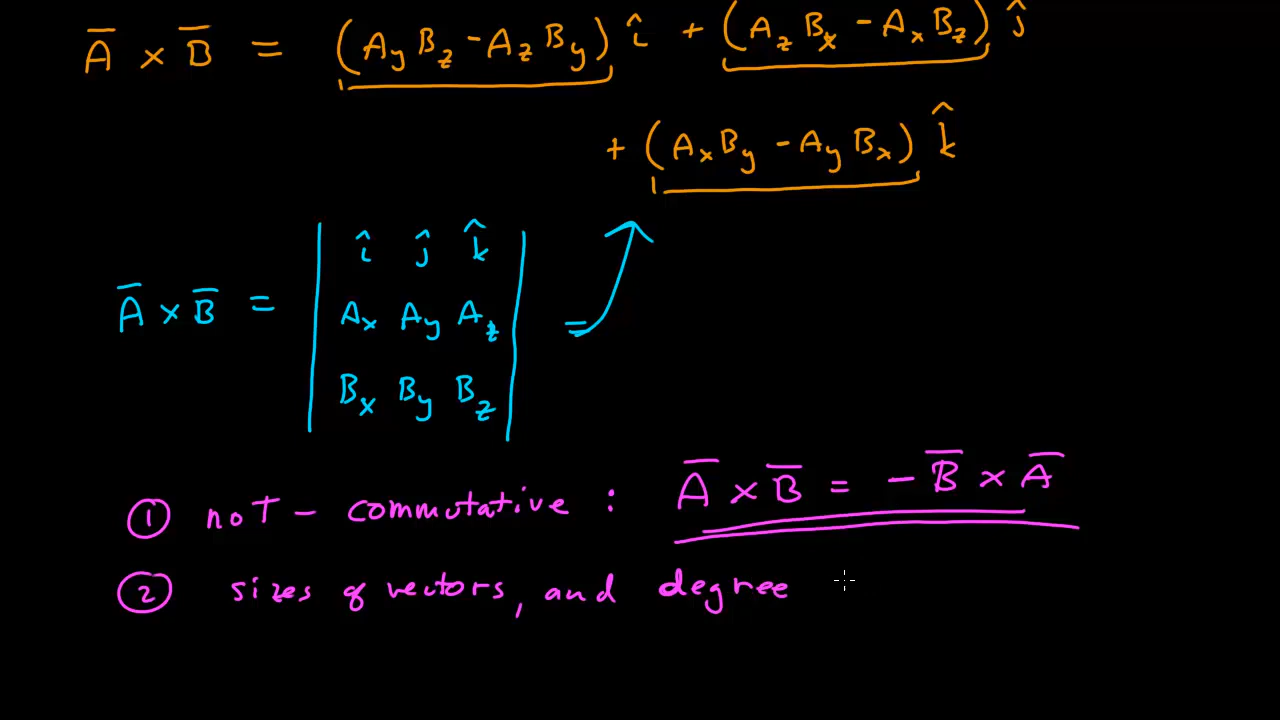 A̅ × B̅ = (AyBz - AzBy) î + (AzBx - AxBz) ĵ
+ (AxBy - AyBx) k̂
î ĵ k̂
A̅ × B̅ = Ax Ay Az =
Bx By Bz
① not - commutative : A̅ × B̅ = - B̅ × A̅
② sizes of vectors, and degree